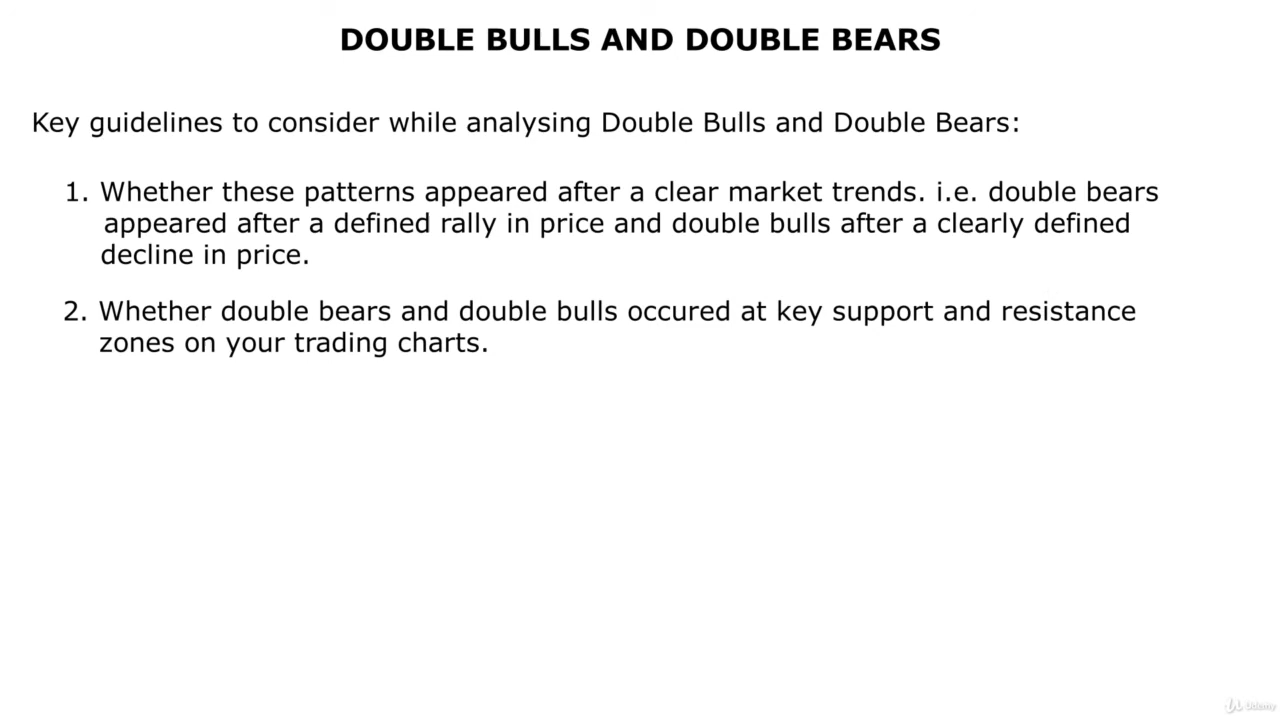 DOUBLE BULLS AND DOUBLE BEARS
Key guidelines to consider while analysing Double Bulls and Double Bears:
1. Whether these patterns appeared after a clear market trends. i.e. double bears
appeared after a defined rally in price and double bulls after a clearly defined
decline in price.
2. Whether double bears and double bulls occured at key support and resistance
zones on your trading charts.
Udemy